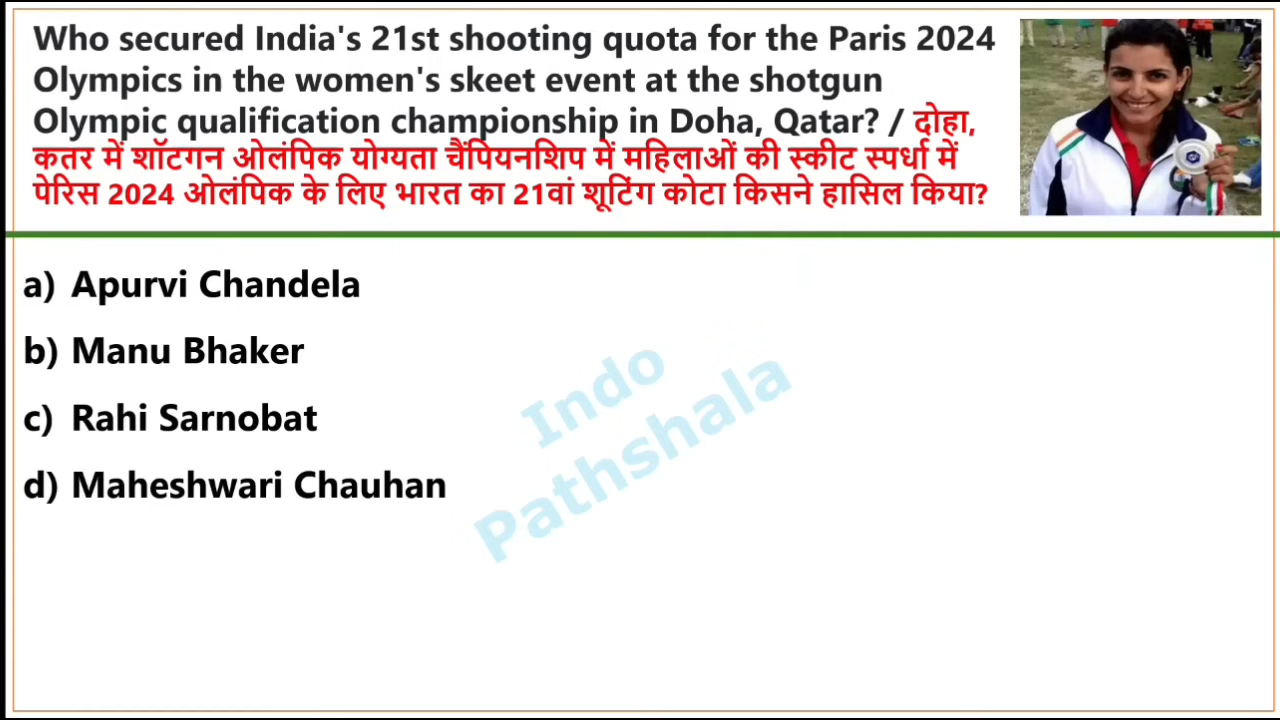 Who secured India's 21st shooting quota for the Paris 2024
Olympics in the women's skeet event at the shotgun
Olympic qualification championship in Doha, Qatar? / दोहा,
कतर में शॉटगन ओलंपिक योग्यता चैंपियनशिप में महिलाओं की स्कीट स्पर्धा में
पेरिस 2024 ओलंपिक के लिए भारत का 21वां शूटिंग कोटा किसने हासिल किया?
a) Apurvi Chandela
b) Manu Bhaker
c) Rahi Sarnobat
d) Maheshwari Chauhan
Indo
Pathshala